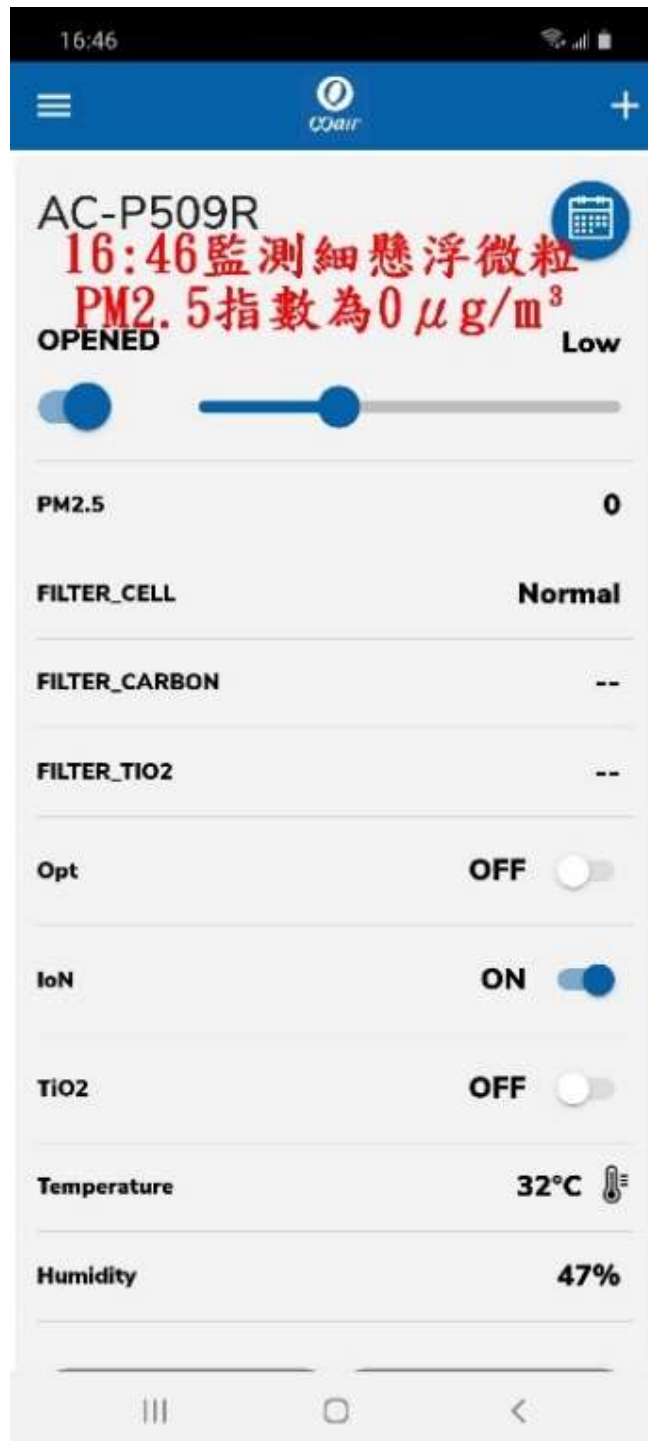 16:46
COair
AC-P509R
16:46監測細懸浮微粒
PM2.5指數為0μg/m³
OPENED Low
PM2.5 0
FILTER_CELL Normal
FILTER_CARBON --
FILTER_TIO2 --
Opt OFF
IoN ON
TiO2 OFF
Temperature 32°C
Humidity 47%